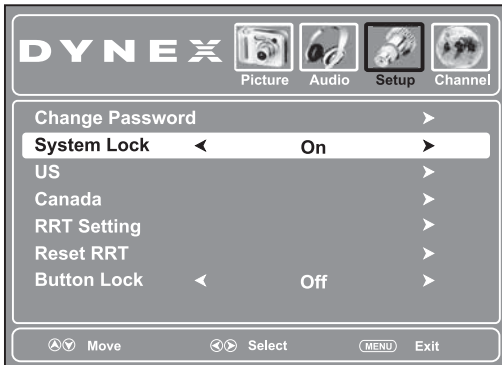 DYNEX
Picture Audio Setup Channel
Change Password
System Lock On
US
Canada
RRT Setting
Reset RRT
Button Lock Off
Move Select MENU Exit